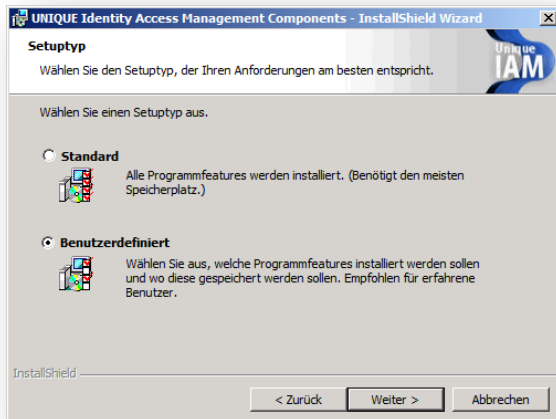 UNIQUE Identity Access Management Components - InstallShield Wizard
Setuptyp
Wählen Sie den Setuptyp, der Ihren Anforderungen am besten entspricht.
Unique
IAM
Wählen Sie einen Setuptyp aus.
Standard
Alle Programmfeatures werden installiert. (Benötigt den meisten
Speicherplatz.)
Benutzerdefiniert
Wählen Sie aus, welche Programmfeatures installiert werden sollen
und wo diese gespeichert werden sollen. Empfohlen für erfahrene
Benutzer.
InstallShield
< Zurück Weiter > Abbrechen